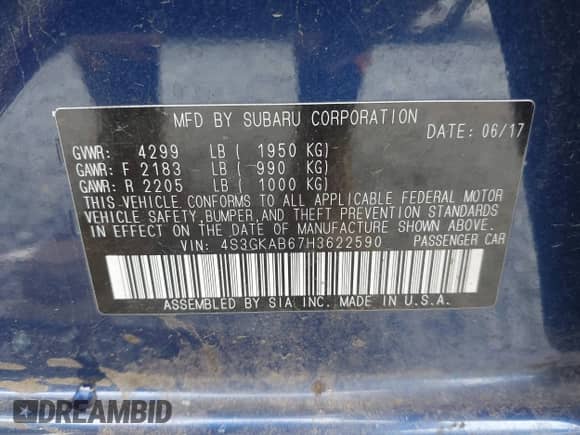 MFD BY SUBARU CORPORATION
DATE: 06/17
GVWR: 4299 LB ( 1950 KG)
GAWR: F 2183 LB ( 990 KG)
GAWR: R 2205 LB ( 1000 KG)
THIS VEHICLE CONFORMS TO ALL APPLICABLE FEDERAL MOTOR
VEHICLE SAFETY, BUMPER, AND THEFT PREVENTION STANDARDS
IN EFFECT ON THE DATE OF MANUFACTURE SHOWN ABOVE.
VIN: 4S3GKAB67H3622590 PASSENGER CAR
ASSEMBLED BY SIA INC. MADE IN U.S.A.
DREAMBID